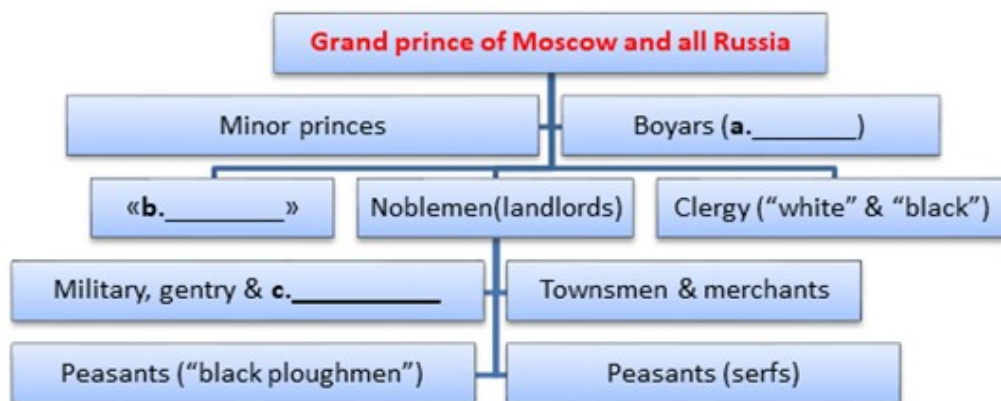 Grand prince of Moscow and all Russia
Minor princes
Boyars (a.________)
«b._________»
Noblemen(landlords)
Clergy (“white” & “black”)
Military, gentry & c.___________
Townsmen & merchants
Peasants (“black ploughmen”)
Peasants (serfs)